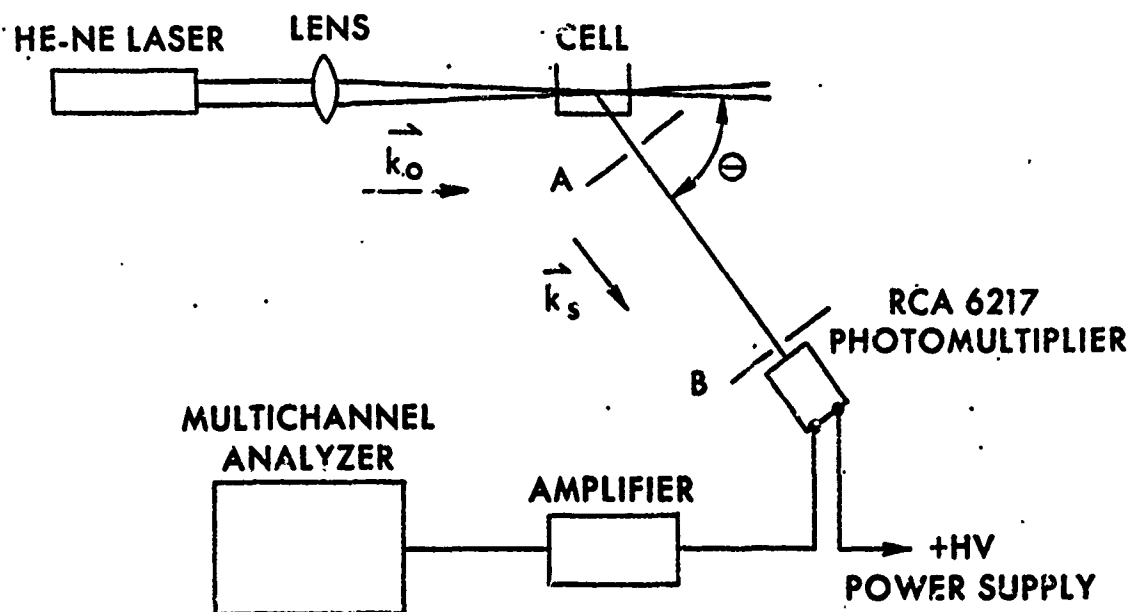 HE-NE LASER
LENS
CELL
k₀
A
Θ
kₛ
RCA 6217
PHOTOMULTIPLIER
B
MULTICHANNEL
ANALYZER
AMPLIFIER
+HV
POWER SUPPLY